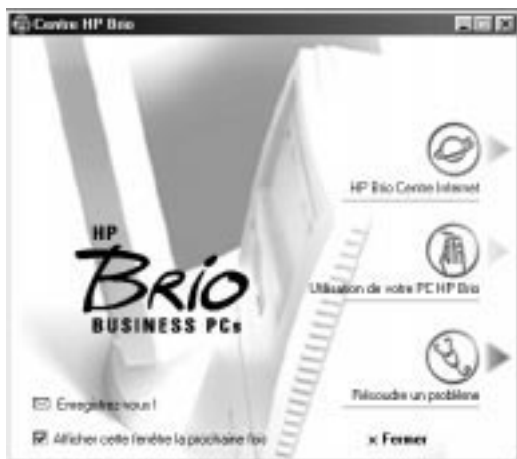 Centre HP Brio
HP Brio Centre Internet
Utilisation de votre PC HP Brio
HP
BRIO
BUSINESS PCs
Résoudre un problème
Enregistrez-vous !
Afficher cette fenêtre la prochaine fois
× Fermer